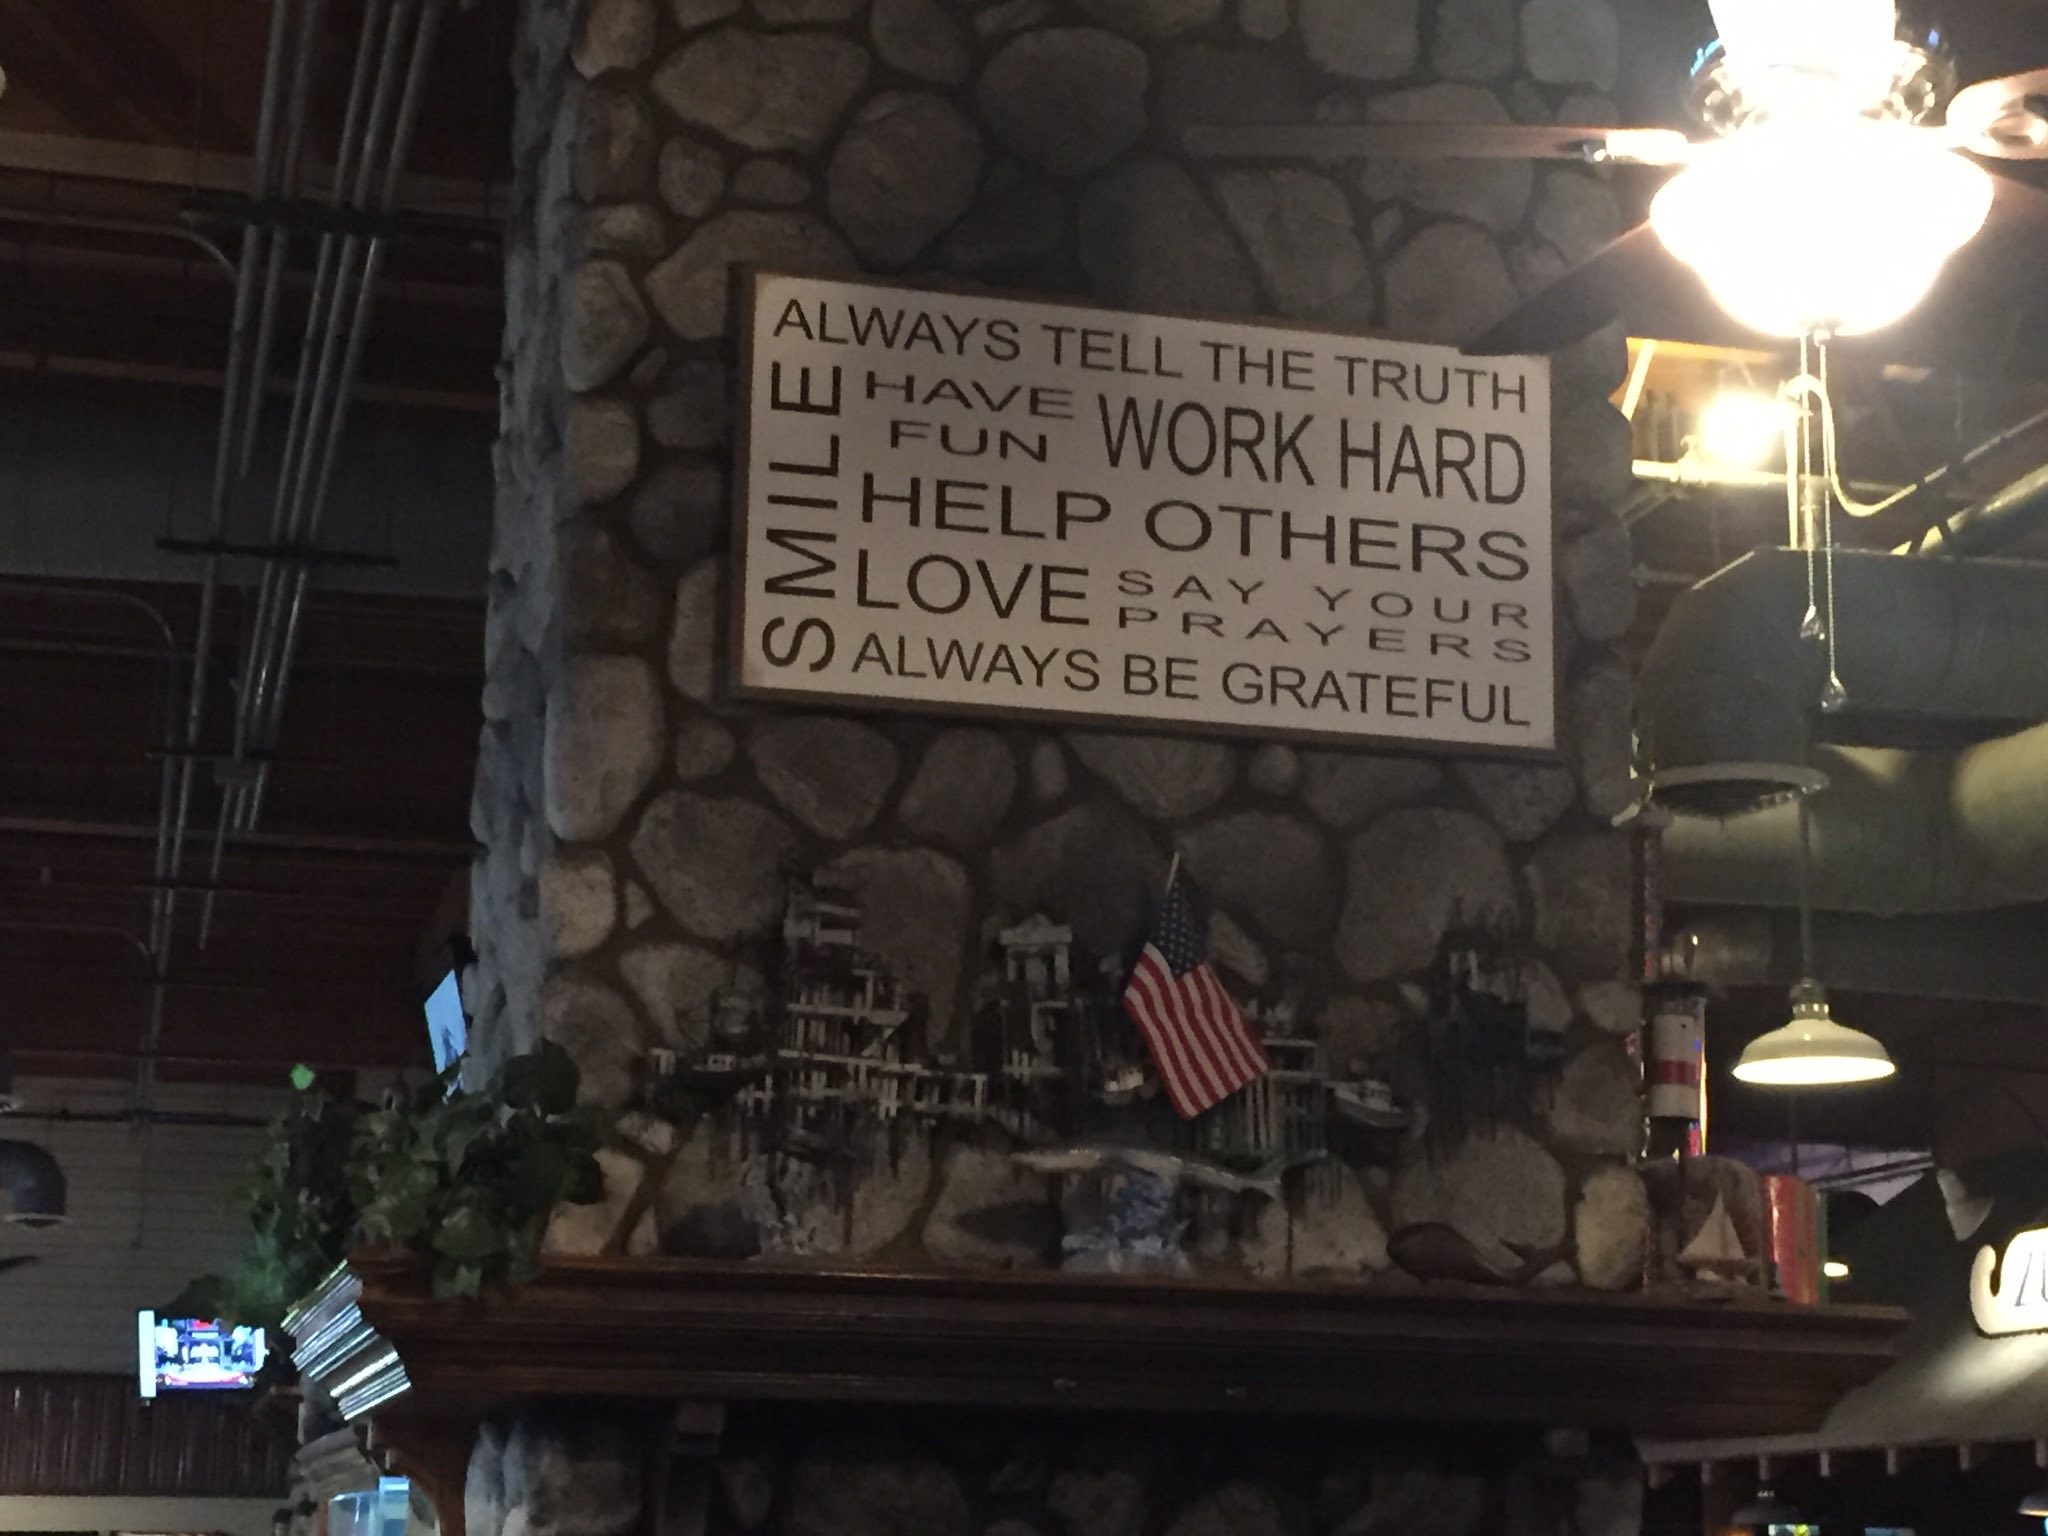 ALWAYS TELL THE TRUTH
SMILE
HAVE
FUN
WORK HARD
HELP OTHERS
LOVE
SAY YOUR
PRAYERS
ALWAYS BE GRATEFUL